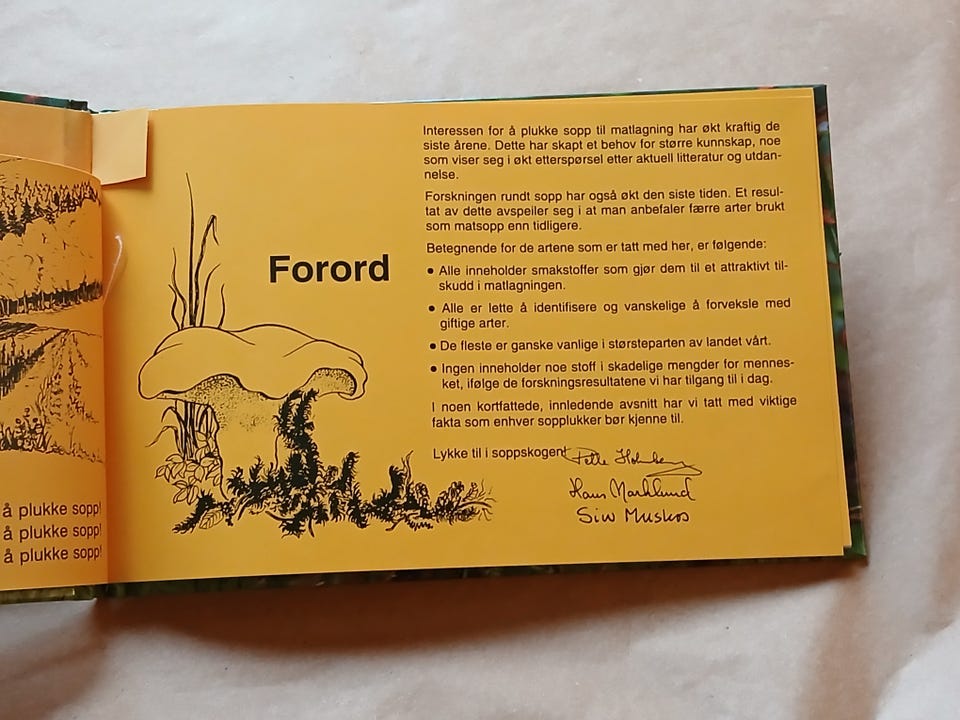 å plukke sopp!
å plukke sopp!
å plukke sopp!
Forord
Interessen for å plukke sopp til matlagning har økt kraftig de
siste årene. Dette har skapt et behov for større kunnskap, noe
som viser seg i økt etterspørsel etter aktuell litteratur og utdan-
nelse.
Forskningen rundt sopp har også økt den siste tiden. Et resul-
tat av dette avspeiler seg i at man anbefaler færre arter brukt
som matsopp enn tidligere.
Betegnende for de artene som er tatt med her, er følgende:
● Alle inneholder smakstoffer som gjør dem til et attraktivt til-
skudd i matlagningen.
● Alle er lette å identifisere og vanskelige å forveksle med
giftige arter.
● De fleste er ganske vanlige i størsteparten av landet vårt.
● Ingen inneholder noe stoff i skadelige mengder for mennes-
ket, ifølge de forskningsresultatene vi har tilgang til i dag.
I noen kortfattede, innledende avsnitt har vi tatt med viktige
fakta som enhver sopplukker bør kjenne til.
Lykke til i soppskogen! Pelle Holmberg
Hans Marklund
Siw Muskos